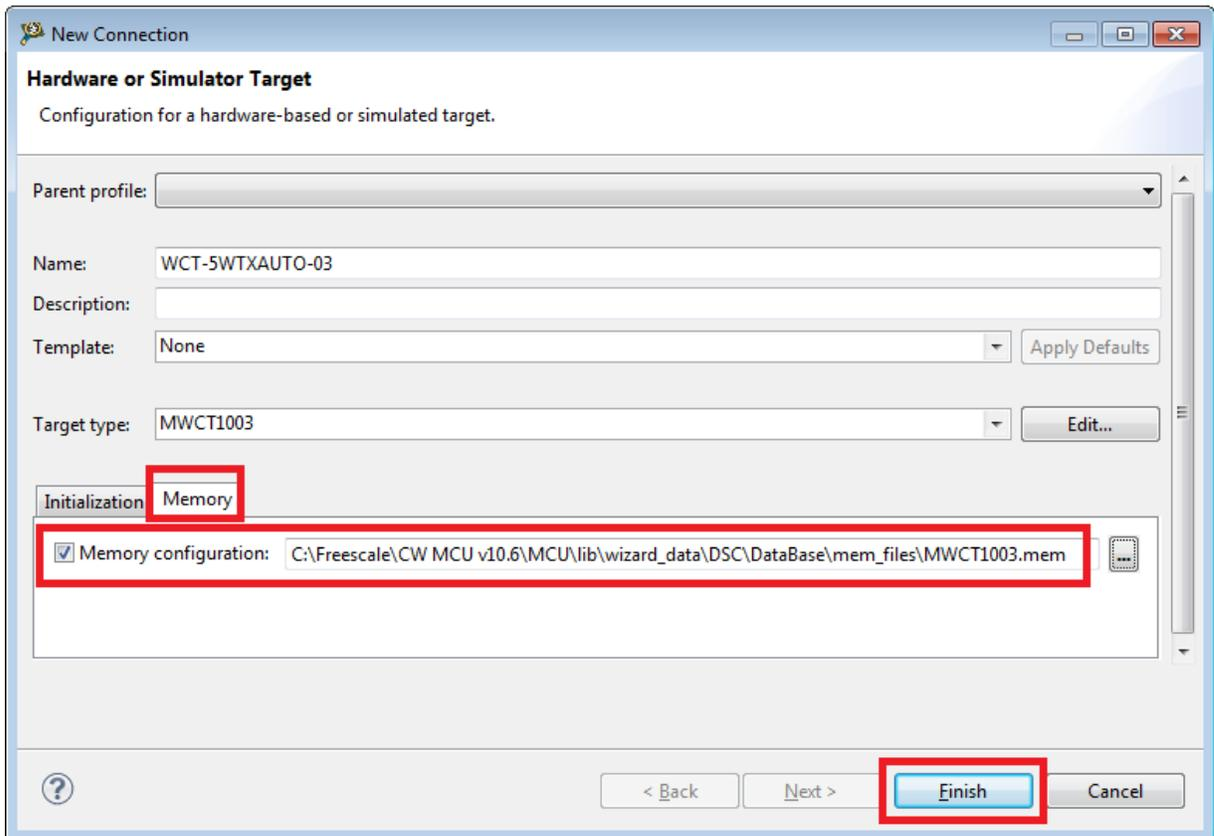 New Connection
Hardware or Simulator Target
Configuration for a hardware-based or simulated target.
Parent profile:
Name: WCT-5WTXAUTO-03
Description:
Template: None Apply Defaults
Target type: MWCT1003 Edit...
Initialization Memory
Memory configuration: C:\Freescale\CW MCU v10.6\MCU\lib\wizard_data\DSC\DataBase\mem_files\MWCT1003.mem ...
? < Back Next > Finish Cancel